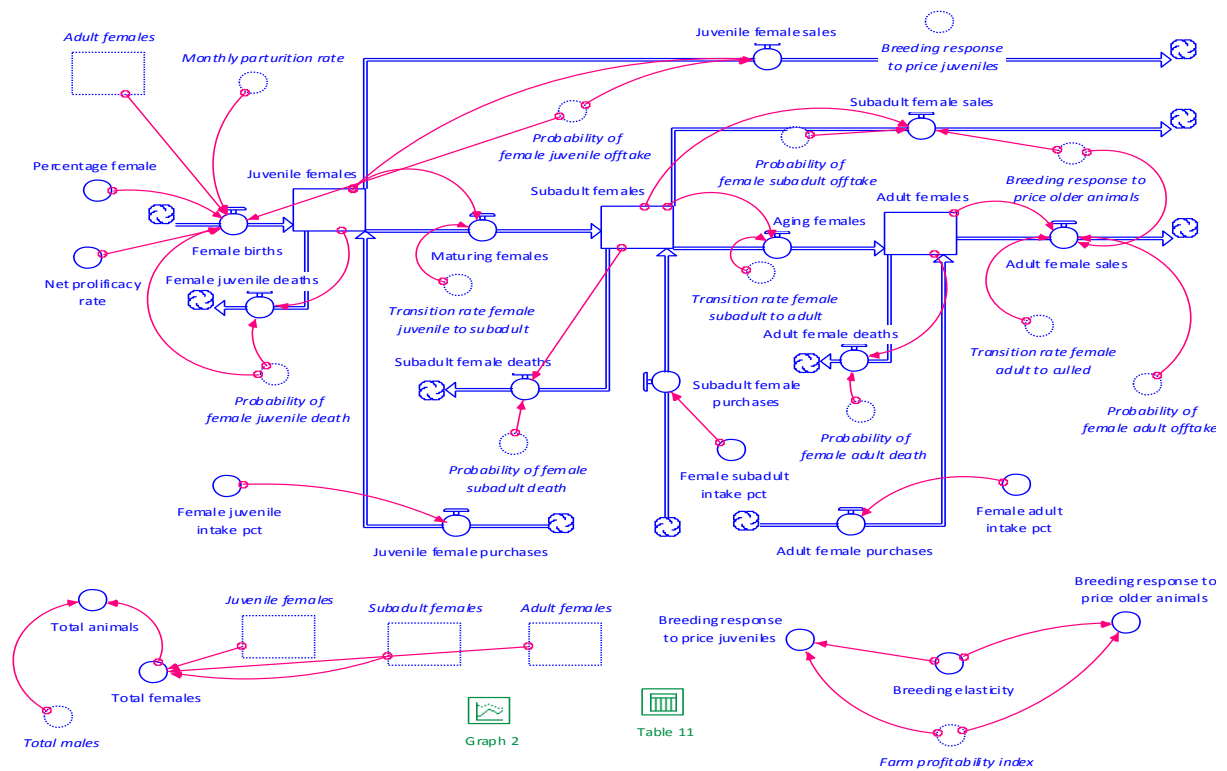 Adult females
Monthly parturition rate
Juvenile female sales
Breeding response
to price juveniles
Subadult female sales
Probability of
female juvenile offtake
Probability of
female subadult offtake
Percentage female
Juvenile females
Subadult females
Adult females
Breeding response to
price older animals
Aging females
Female births
Maturing females
Adult female sales
Net prolificacy
rate
Female juvenile deaths
Transition rate female
juvenile to subadult
Transition rate female
subadult to adult
Adult female deaths
Transition rate female
adult to culled
Subadult female deaths
Subadult female
purchases
Probability of
female juvenile death
Probability of
female adult death
Probability of
female adult offtake
Probability of female
subadult death
Female subadult
intake pct
Female juvenile
intake pct
Female adult
intake pct
Juvenile female purchases
Adult female purchases
Juvenile females
Subadult females
Adult females
Breeding response to
price older animals
Total animals
Breeding response
to price juveniles
Total females
Breeding elasticity
Total males
Graph 2
Table 11
Farm profitability index